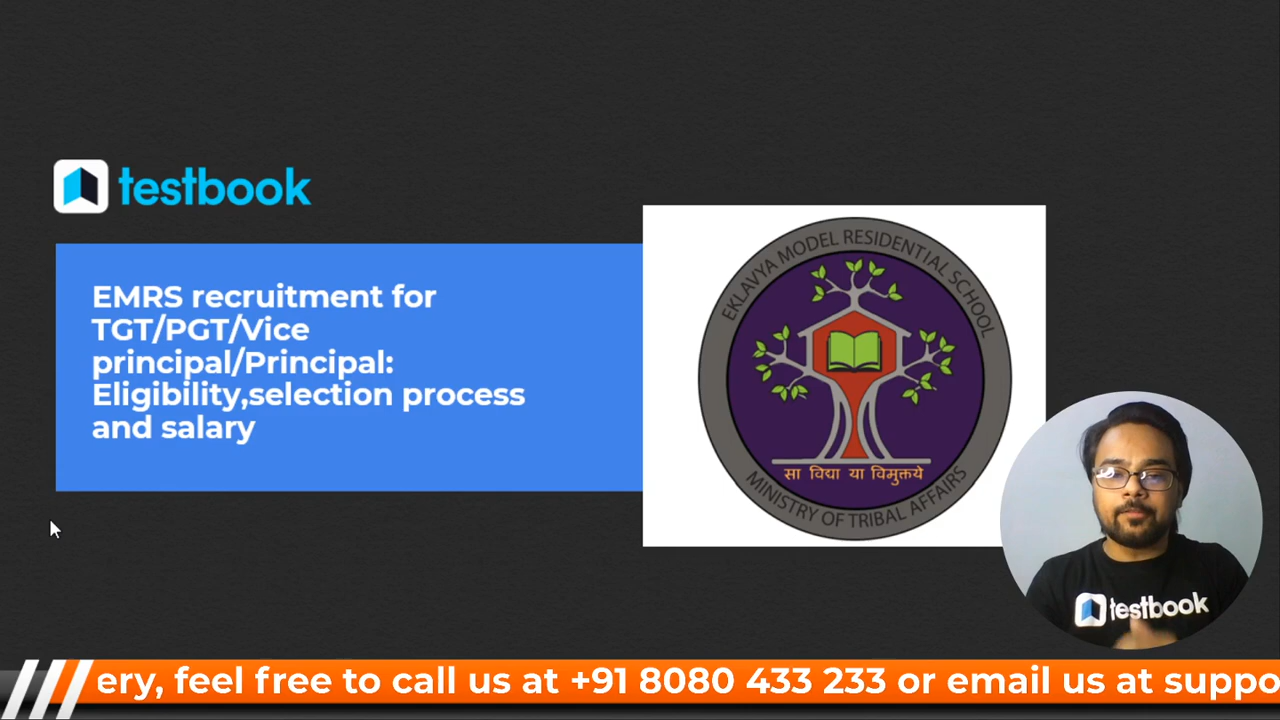 testbook
EMRS recruitment for
TGT/PGT/Vice
principal/Principal:
Eligibility,selection process
and salary
EKLAVYA MODEL RESIDENTIAL SCHOOL
सा विद्या या विमुक्तये
MINISTRY OF TRIBAL AFFAIRS
testbook
ery, feel free to call us at +91 8080 433 233 or email us at suppo